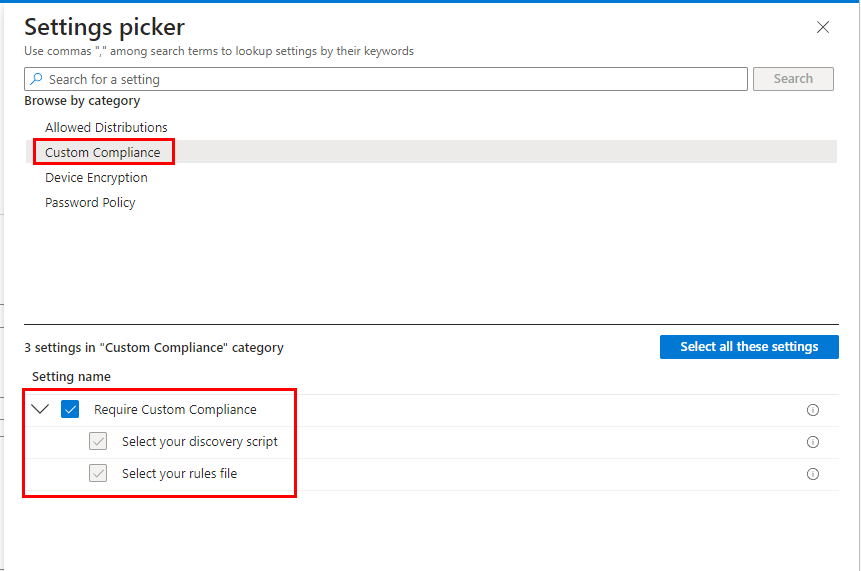 Settings picker
Use commas "," among search terms to lookup settings by their keywords
Search for a setting
Search
Browse by category
Allowed Distributions
Custom Compliance
Device Encryption
Password Policy
3 settings in "Custom Compliance" category
Select all these settings
Setting name
Require Custom Compliance
Select your discovery script
Select your rules file